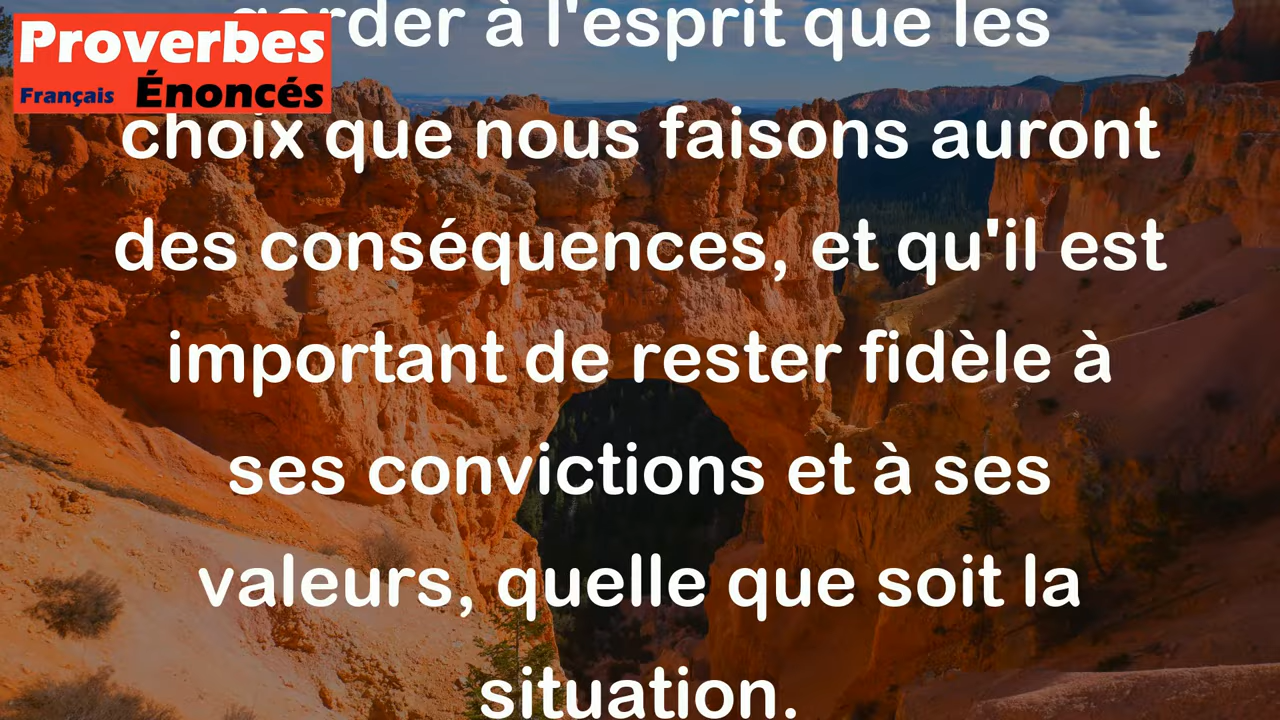 Proverbes
Français Énoncés
garder à l'esprit que les
choix que nous faisons auront
des conséquences, et qu'il est
important de rester fidèle à
ses convictions et à ses
valeurs, quelle que soit la
situation.